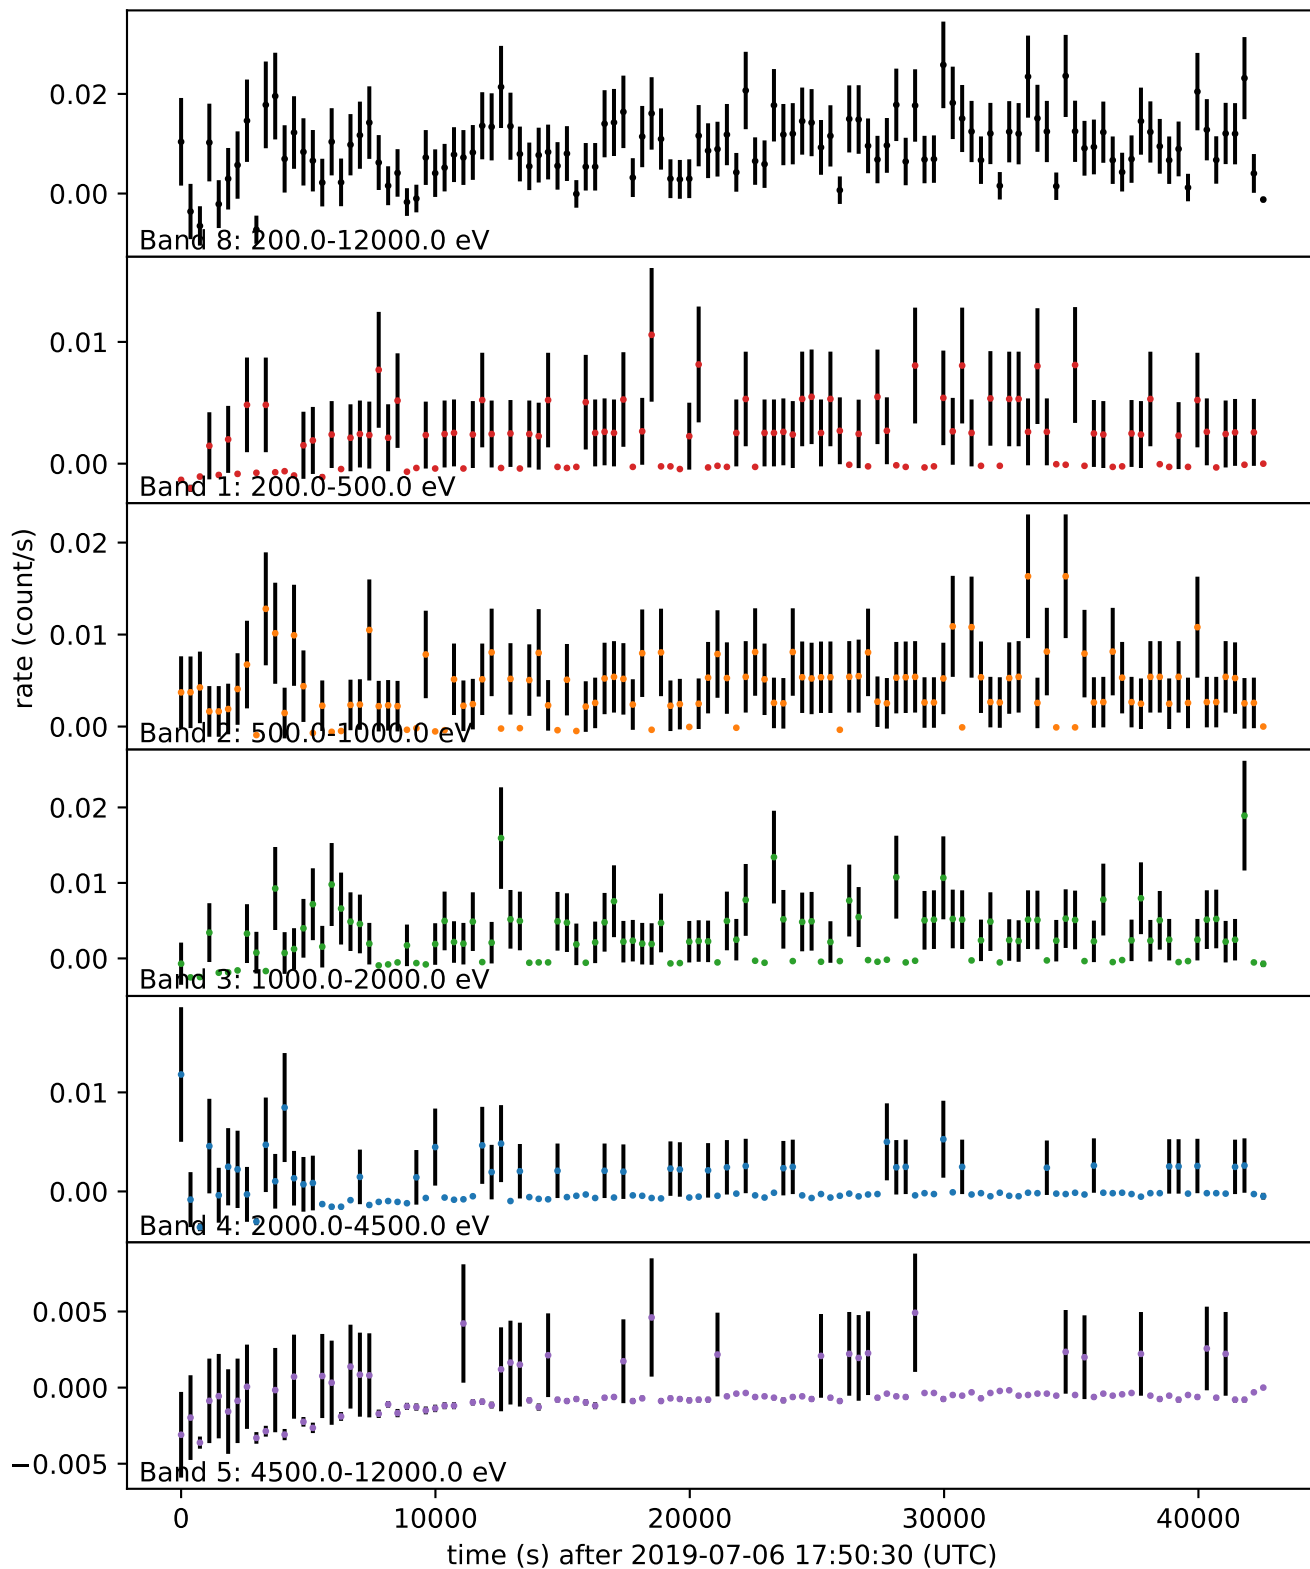 0.02
0.00
Band 8: 200.0-12000.0 eV
0.01
0.00
Band 1: 200.0-500.0 eV
rate (count/s)
0.02
0.01
0.00
Band 2: 500.0-1000.0 eV
0.02
0.01
0.00
Band 3: 1000.0-2000.0 eV
0.01
0.00
Band 4: 2000.0-4500.0 eV
0.005
0.000
−0.005
Band 5: 4500.0-12000.0 eV
0 10000 20000 30000 40000
time (s) after 2019-07-06 17:50:30 (UTC)